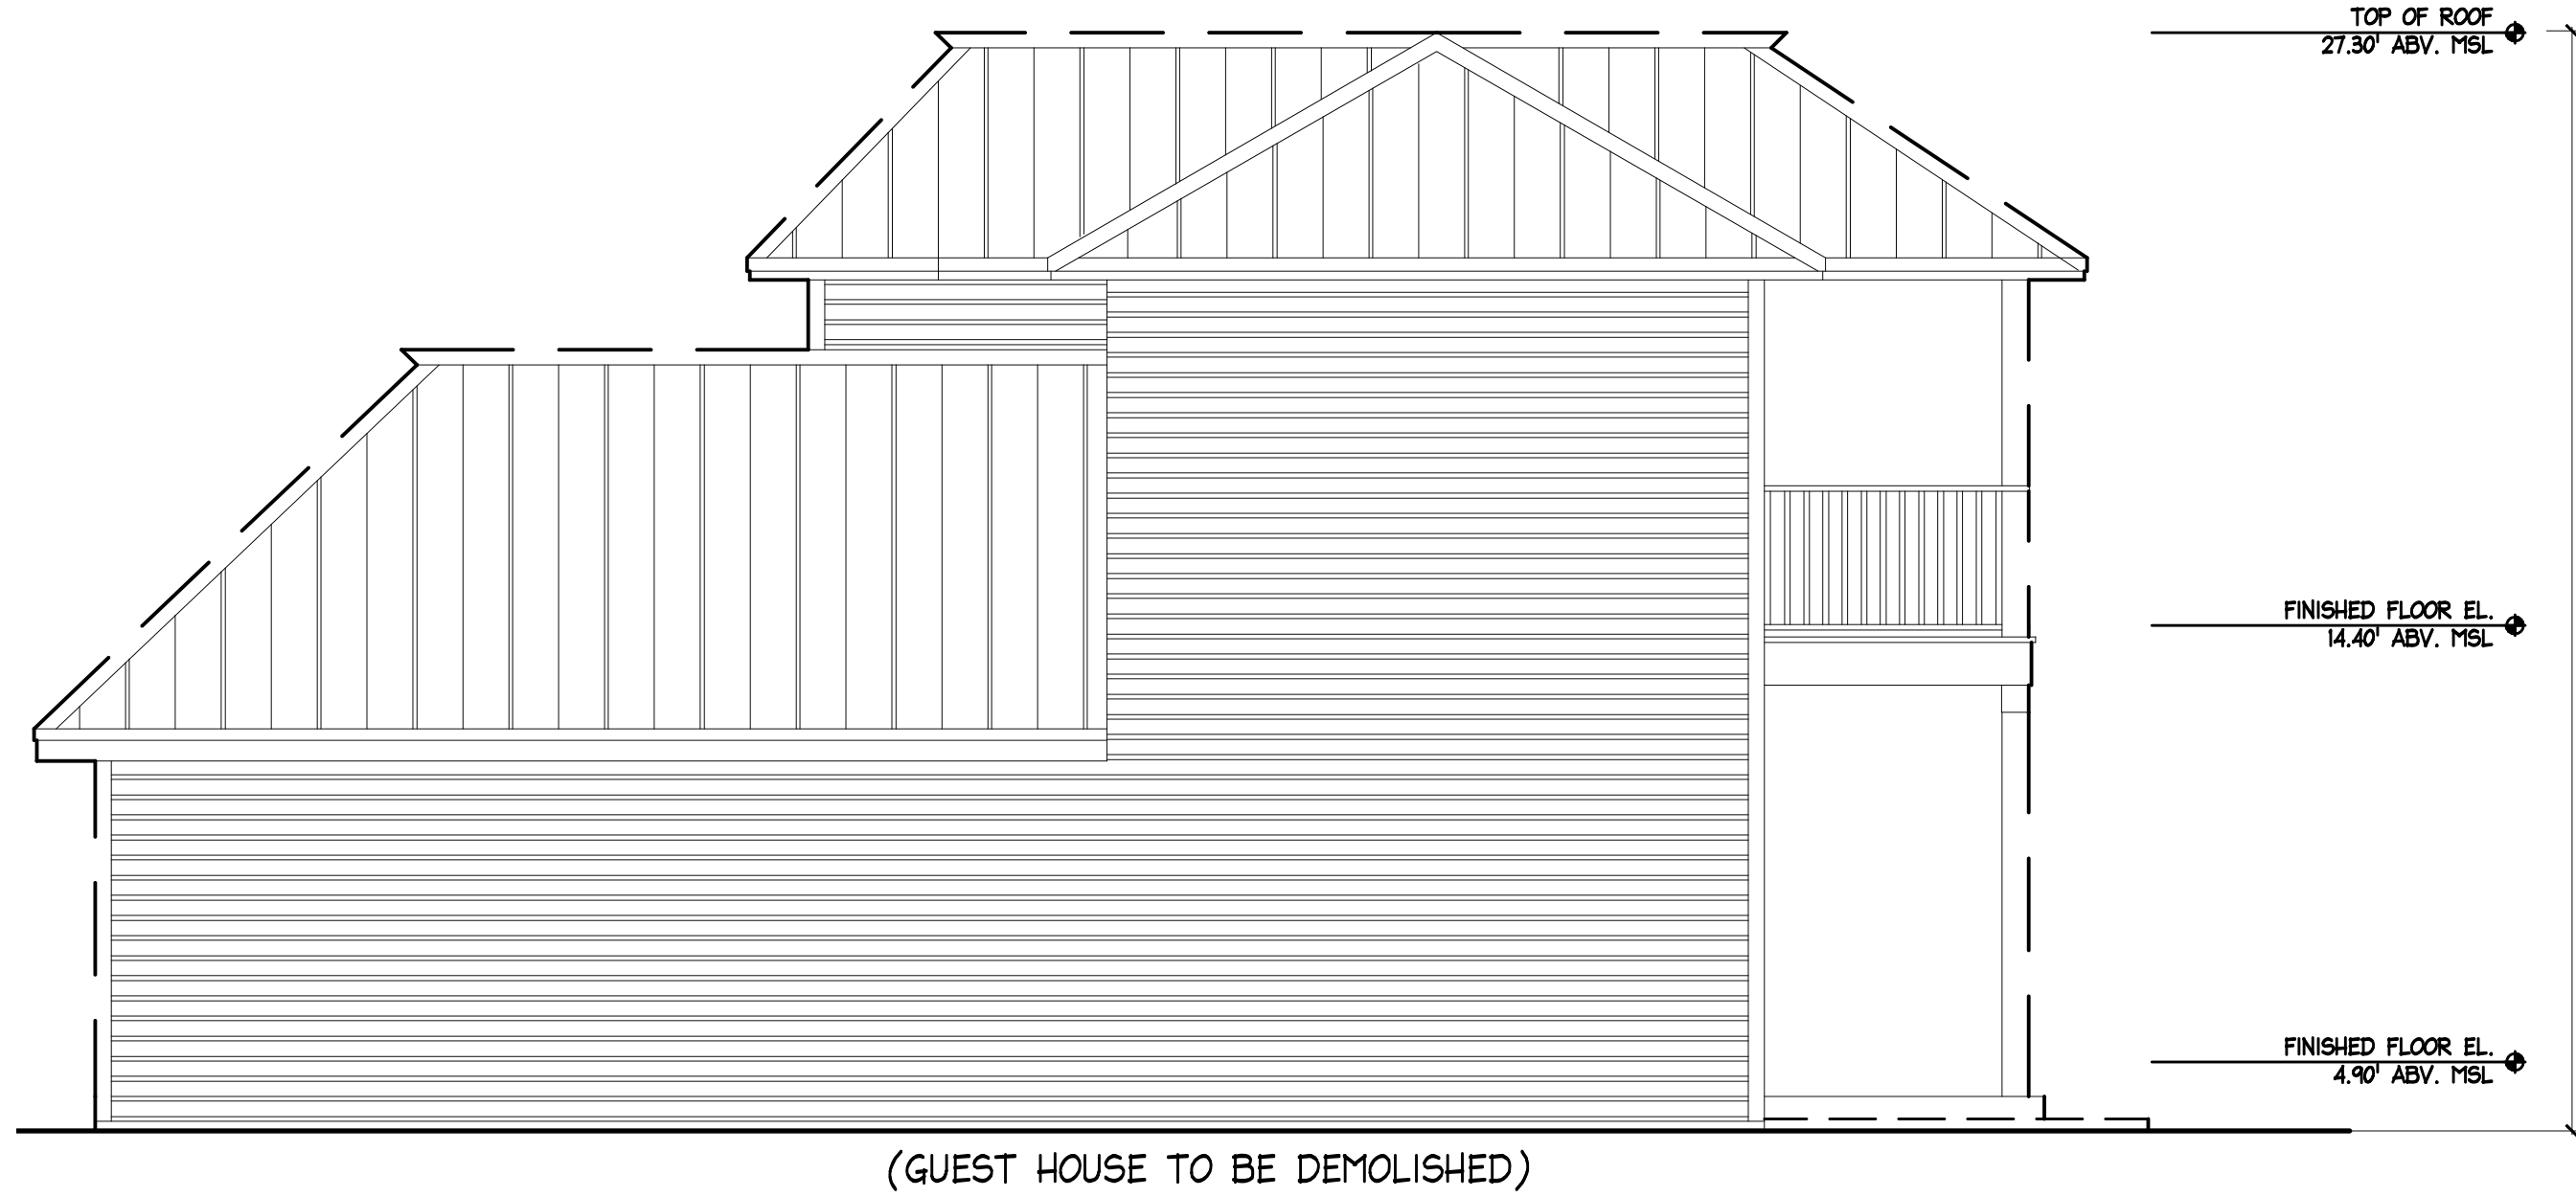 TOP OF ROOF
27.30' ABV. MSL
FINISHED FLOOR EL.
14.40' ABV. MSL
FINISHED FLOOR EL.
4.90' ABV. MSL
(GUEST HOUSE TO BE DEMOLISHED)